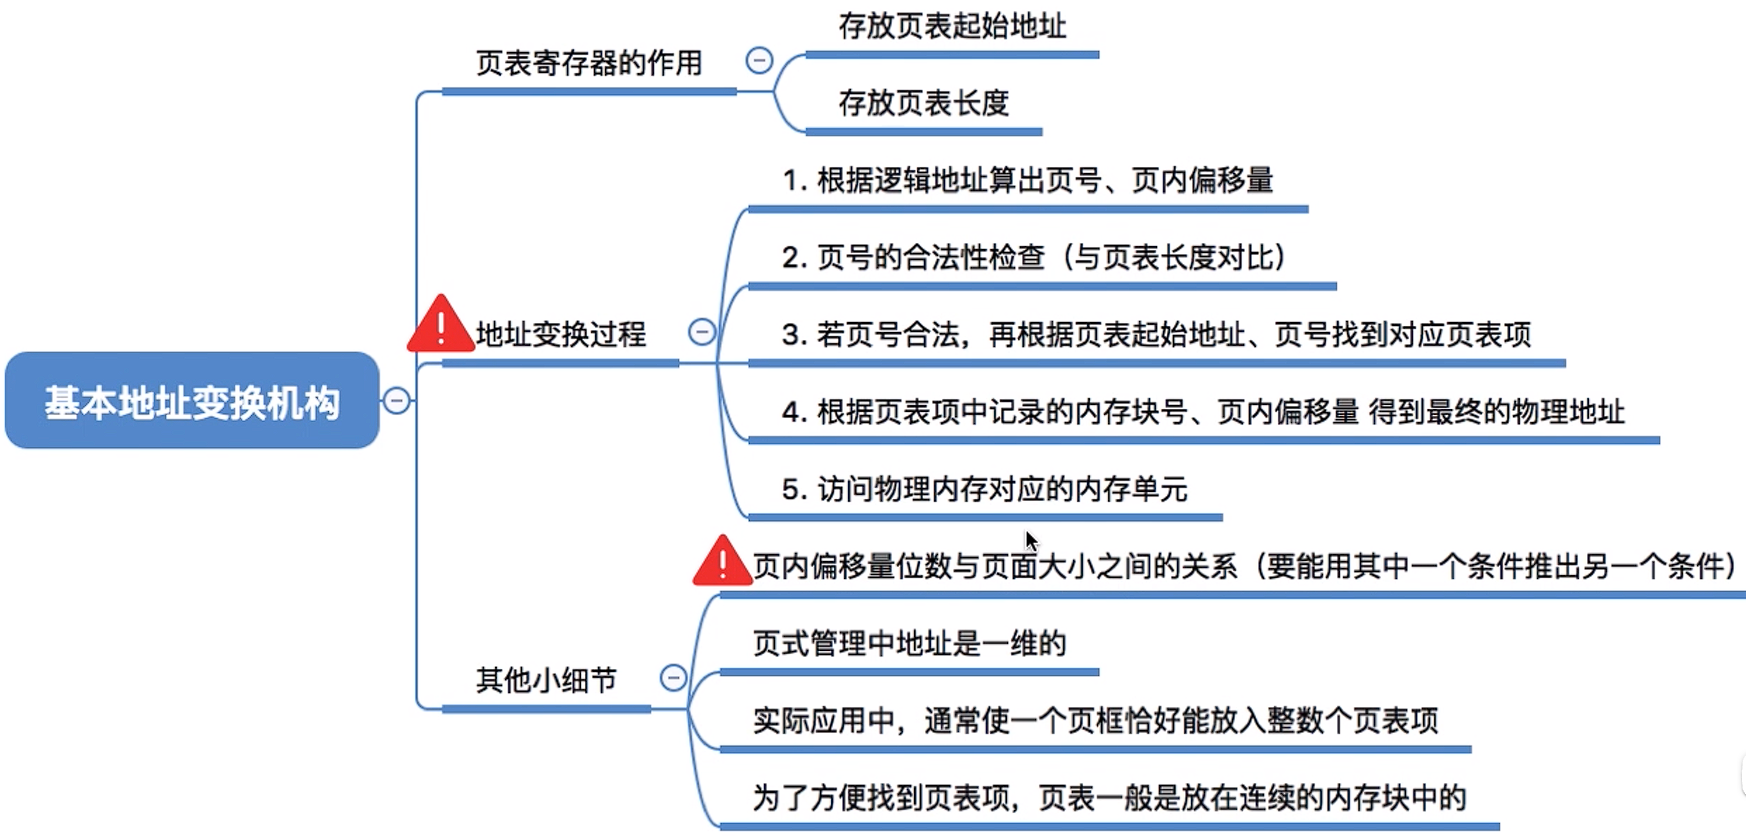 基本地址变换机构
页表寄存器的作用
存放页表起始地址
存放页表长度
地址变换过程
1. 根据逻辑地址算出页号、页内偏移量
2. 页号的合法性检查（与页表长度对比）
3. 若页号合法，再根据页表起始地址、页号找到对应页表项
4. 根据页表项中记录的内存块号、页内偏移量 得到最终的物理地址
5. 访问物理内存对应的内存单元
其他小细节
页内偏移量位数与页面大小之间的关系（要能用其中一个条件推出另一个条件）
页式管理中地址是一维的
实际应用中，通常使一个页框恰好能放入整数个页表项
为了方便找到页表项，页表一般是放在连续的内存块中的